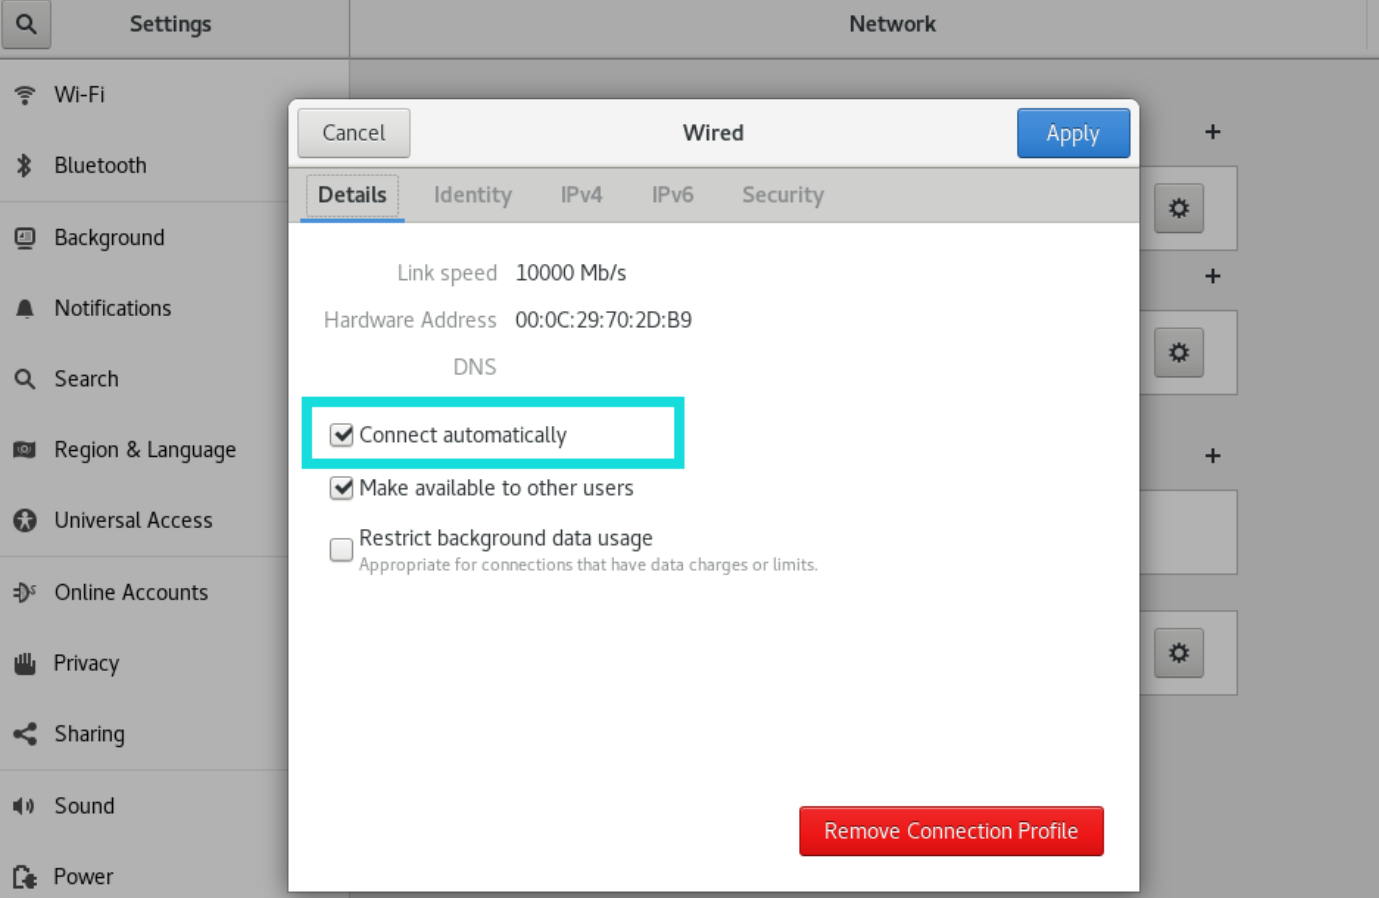 Settings
Network
Wi-Fi
Bluetooth
Background
Notifications
Search
Region & Language
Universal Access
Online Accounts
Privacy
Sharing
Sound
Power
Cancel
Wired
Apply
Details
Identity
IPv4
IPv6
Security
Link speed 10000 Mb/s
Hardware Address 00:0C:29:70:2D:B9
DNS
Connect automatically
Make available to other users
Restrict background data usage
Appropriate for connections that have data charges or limits.
Remove Connection Profile